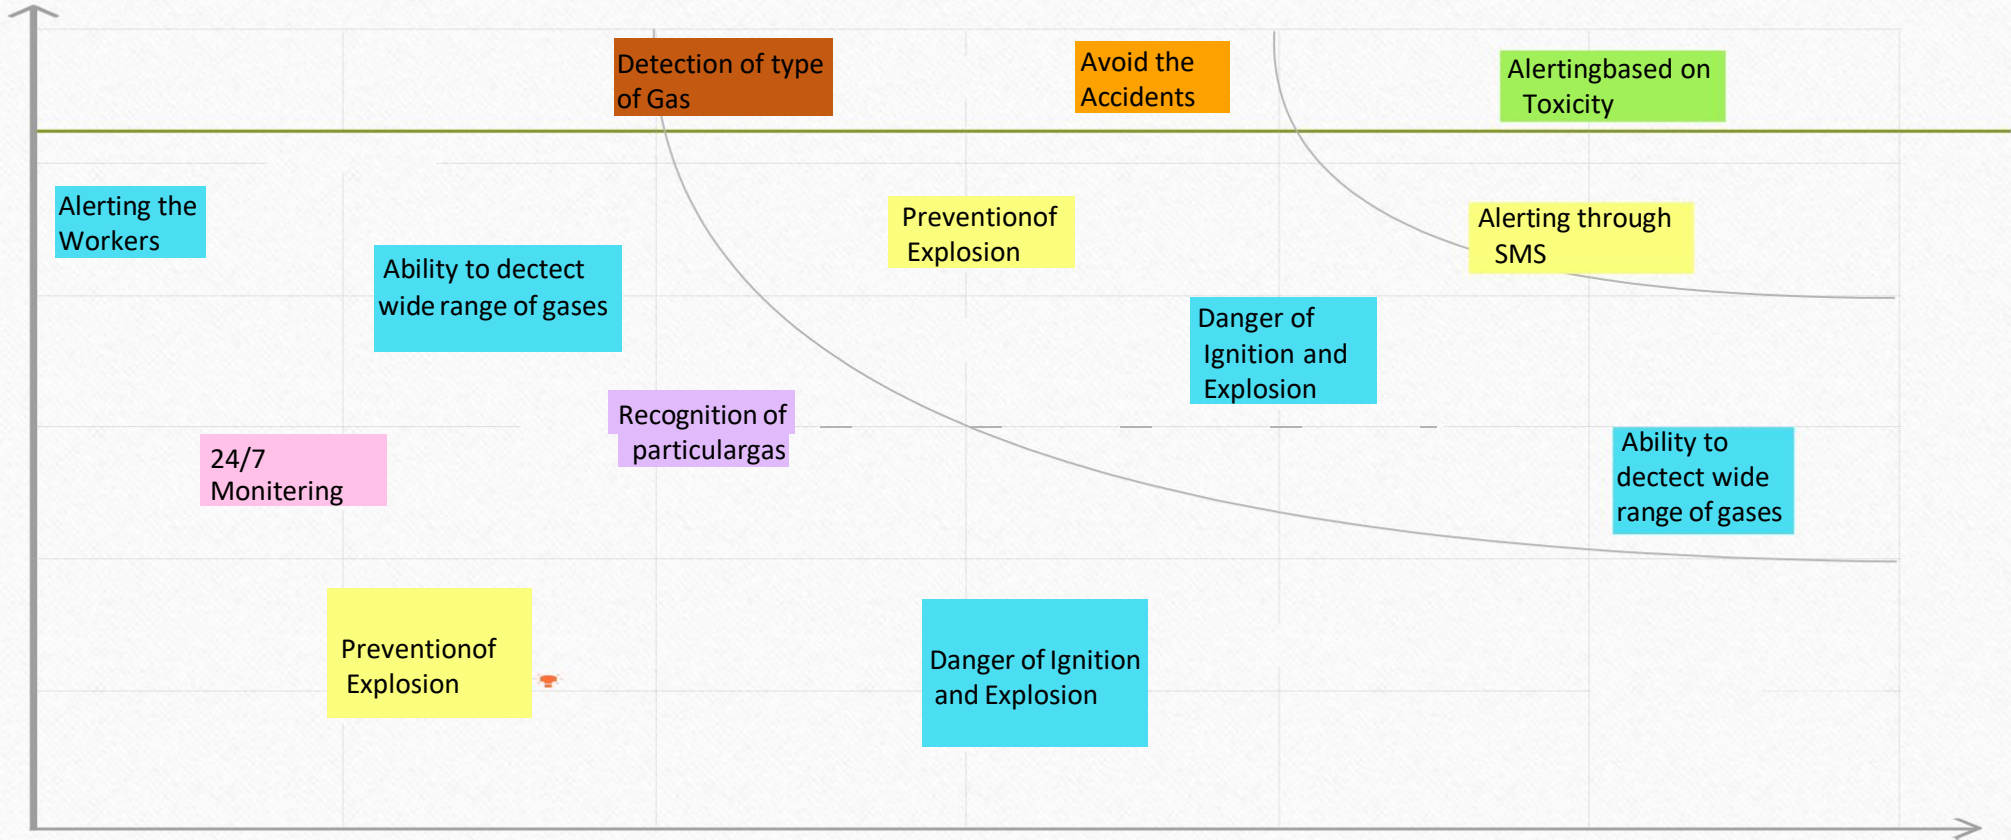 Detection of type
of Gas
Avoid the
Accidents
Alertingbased on
Toxicity
Alerting the
Workers
Ability to dectect
wide range of gases
Preventionof
Explosion
Alerting through
SMS
Danger of
Ignition and
Explosion
Recognition of
particulargas
24/7
Monitering
Ability to
dectect wide
range of gases
Preventionof
Explosion
Danger of Ignition
and Explosion